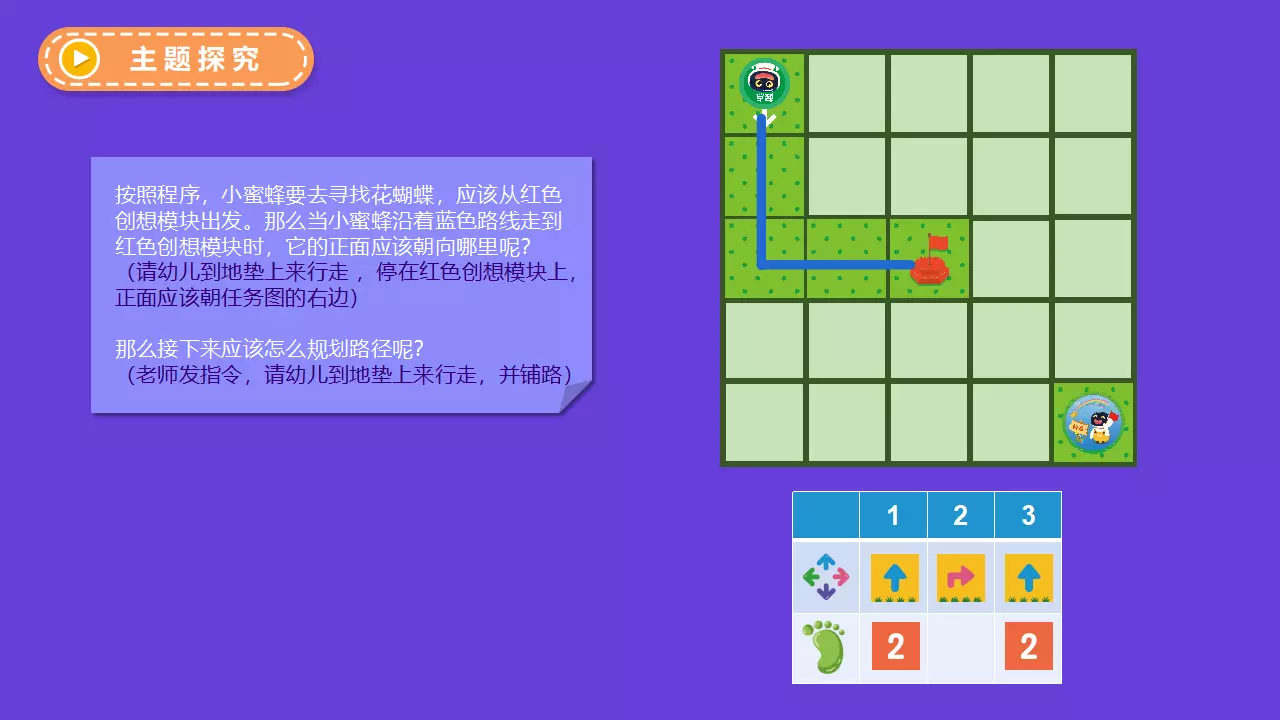 主题探究
按照程序，小蜜蜂要去寻找花蝴蝶，应该从红色
创想模块出发。那么当小蜜蜂沿着蓝色路线走到
红色创想模块时，它的正面应该朝向哪里呢？
（请幼儿到地垫上来行走，停在红色创想模块上，
正面应该朝任务图的右边）
那么接下来应该怎么规划路径呢？
（老师发指令，请幼儿到地垫上来行走，并铺路）
1 2 3
2 2